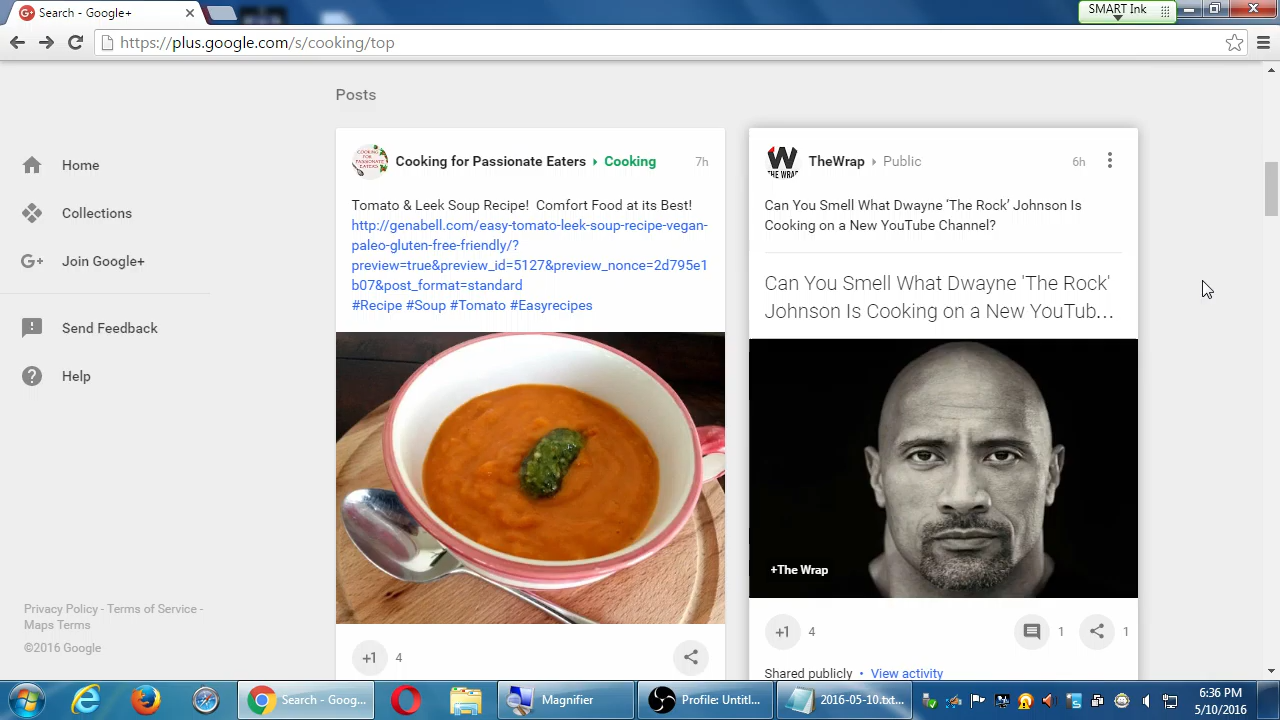 Search - Google+
SMART Ink
https://plus.google.com/s/cooking/top
Posts
Home
Collections
Join Google+
Send Feedback
Help
Privacy Policy - Terms of Service -
Maps Terms
©2016 Google
COOKING FOR PASSIONATE EATERS
Cooking for Passionate Eaters
Cooking
7h
Tomato & Leek Soup Recipe! Comfort Food at its Best!
http://genabell.com/easy-tomato-leek-soup-recipe-vegan-
paleo-gluten-free-friendly/?
preview=true&preview_id=5127&preview_nonce=2d795e1
b07&post_format=standard
#Recipe #Soup #Tomato #Easyrecipes
+1
4
W
THE WRAP
TheWrap
Public
6h
Can You Smell What Dwayne ‘The Rock’ Johnson Is
Cooking on a New YouTube Channel?
Can You Smell What Dwayne 'The Rock'
Johnson Is Cooking on a New YouTub...
+The Wrap
+1
4
1
1
Shared publicly • View activity
Search - Goog...
Magnifier
Profile: Untitl...
2016-05-10.txt...
6:36 PM
5/10/2016